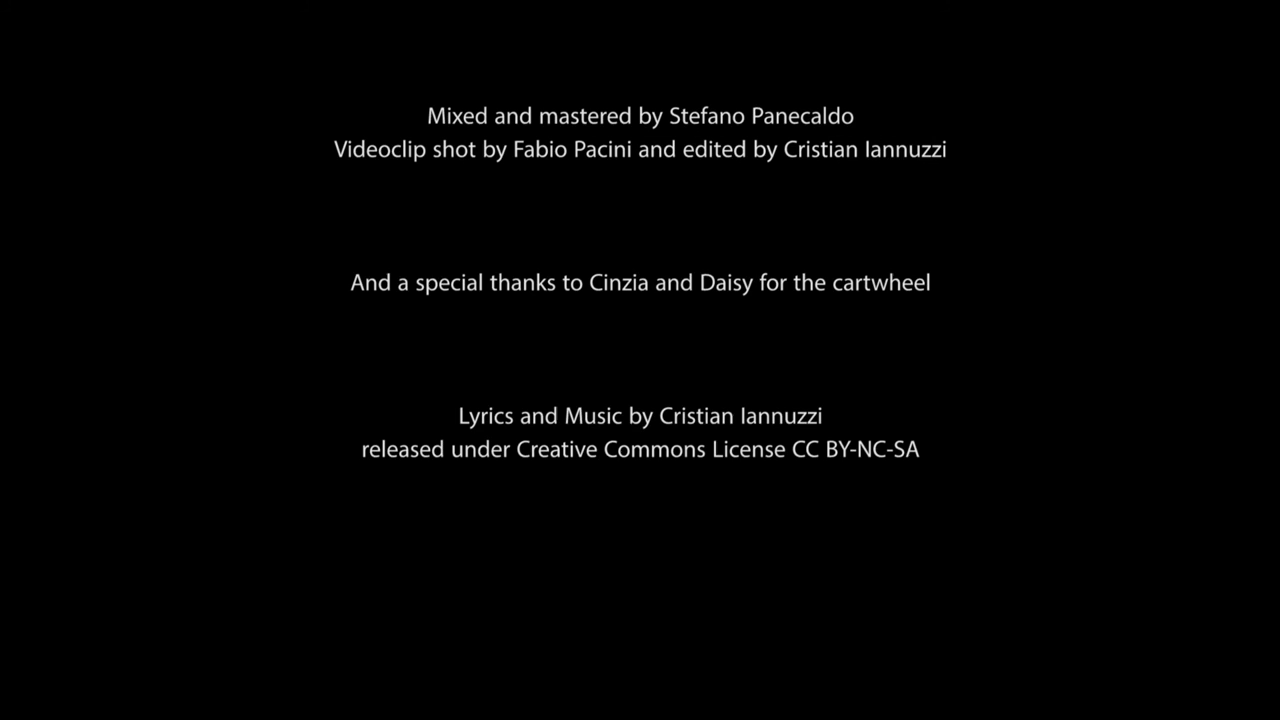 Mixed and mastered by Stefano Panecaldo
Videoclip shot by Fabio Pacini and edited by Cristian Iannuzzi
And a special thanks to Cinzia and Daisy for the cartwheel
Lyrics and Music by Cristian Iannuzzi
released under Creative Commons License CC BY-NC-SA